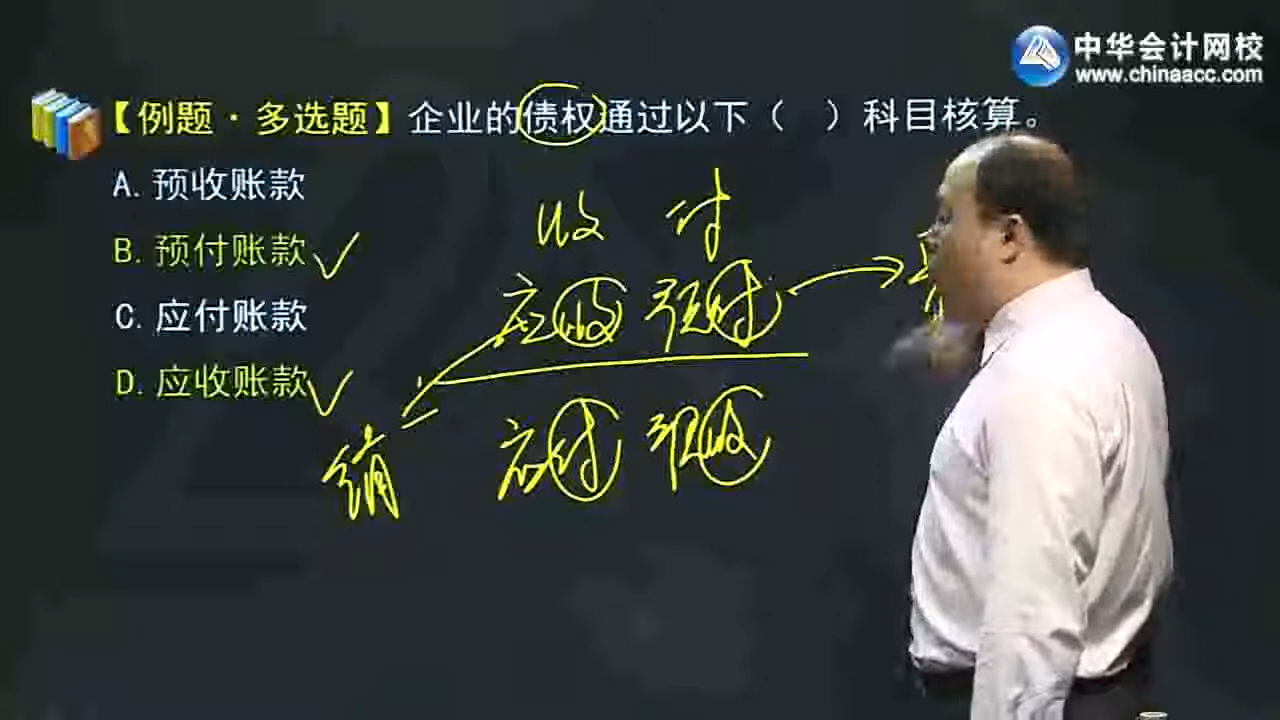 中华会计网校
www.chinaacc.com
【例题·多选题】企业的债权通过以下（ ）科目核算。
A. 预收账款
B. 预付账款
C. 应付账款
D. 应收账款
收 付
应收 预付
应付 预收
销